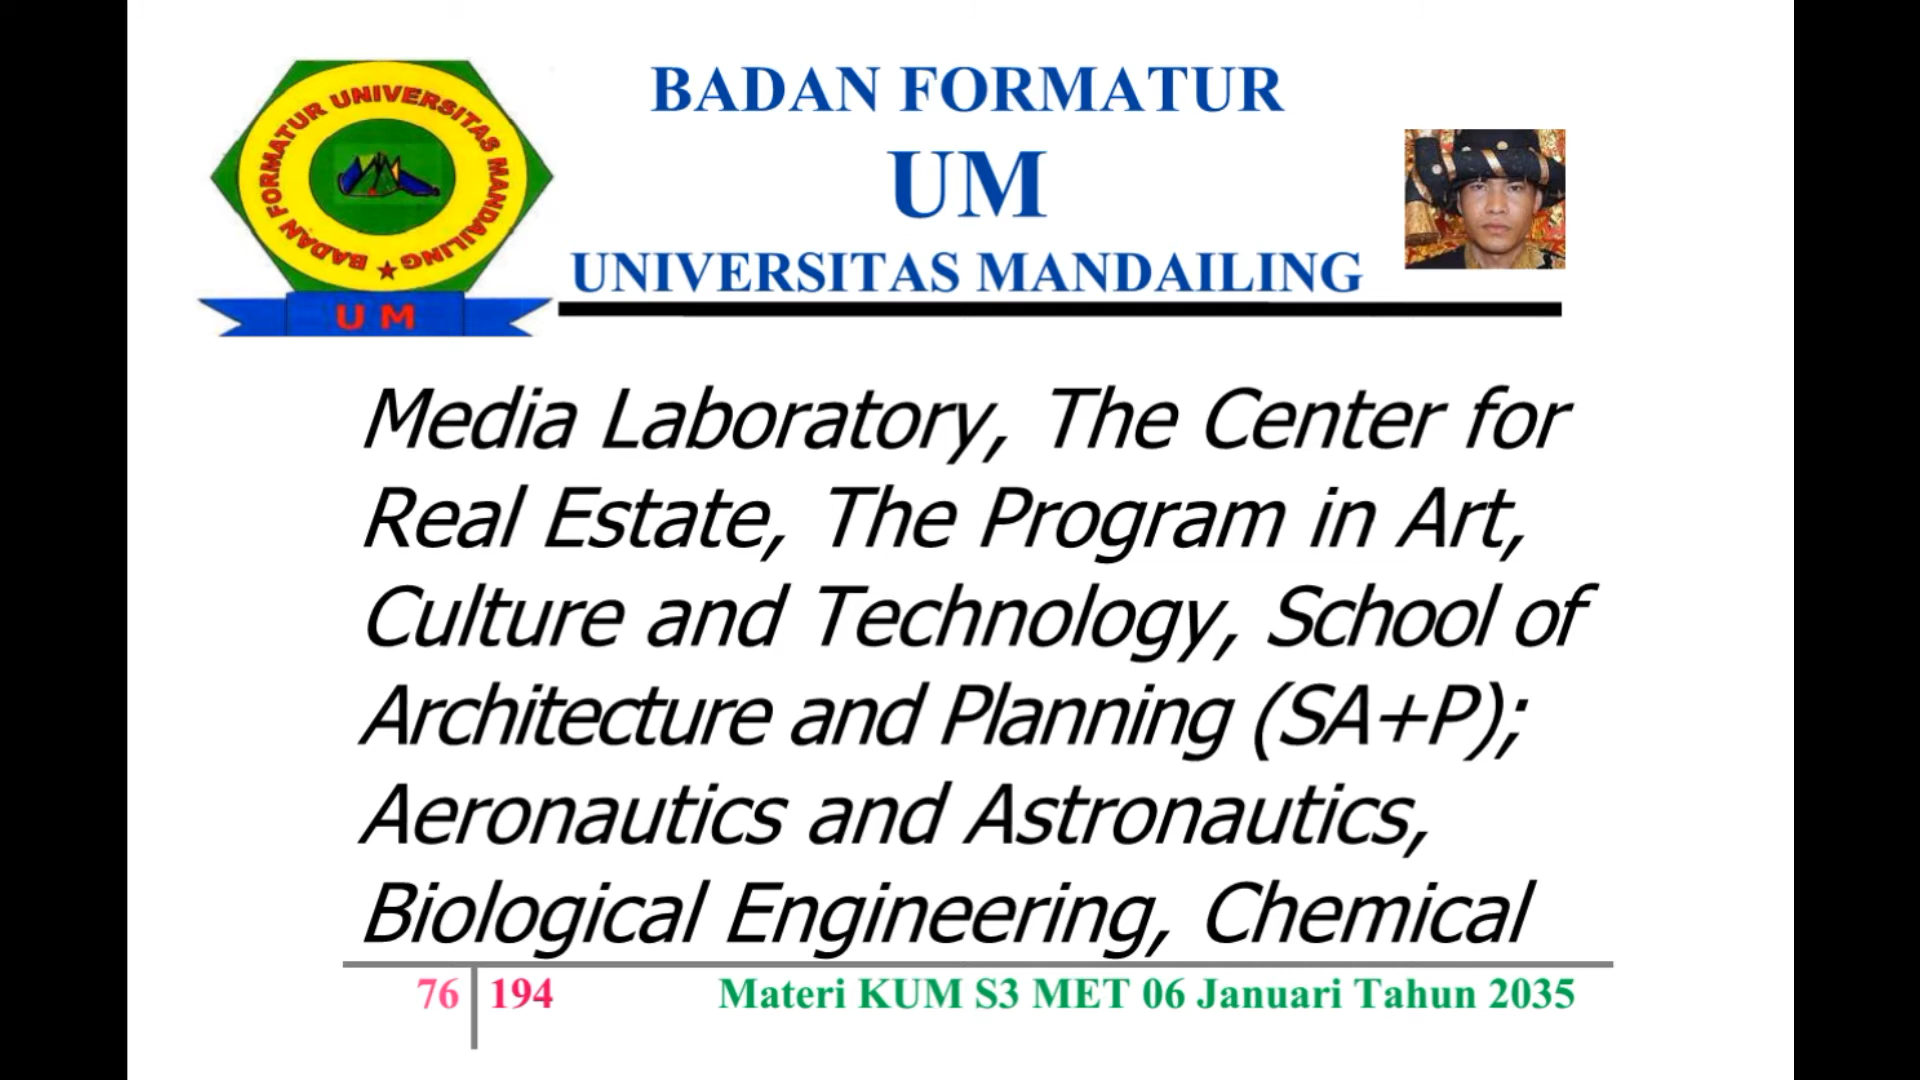 BADAN FORMATUR UNIVERSITAS MANDAILING
U M
BADAN FORMATUR
UM
UNIVERSITAS MANDAILING
Media Laboratory, The Center for
Real Estate, The Program in Art,
Culture and Technology, School of
Architecture and Planning (SA+P);
Aeronautics and Astronautics,
Biological Engineering, Chemical
76 194 Materi KUM S3 MET 06 Januari Tahun 2035